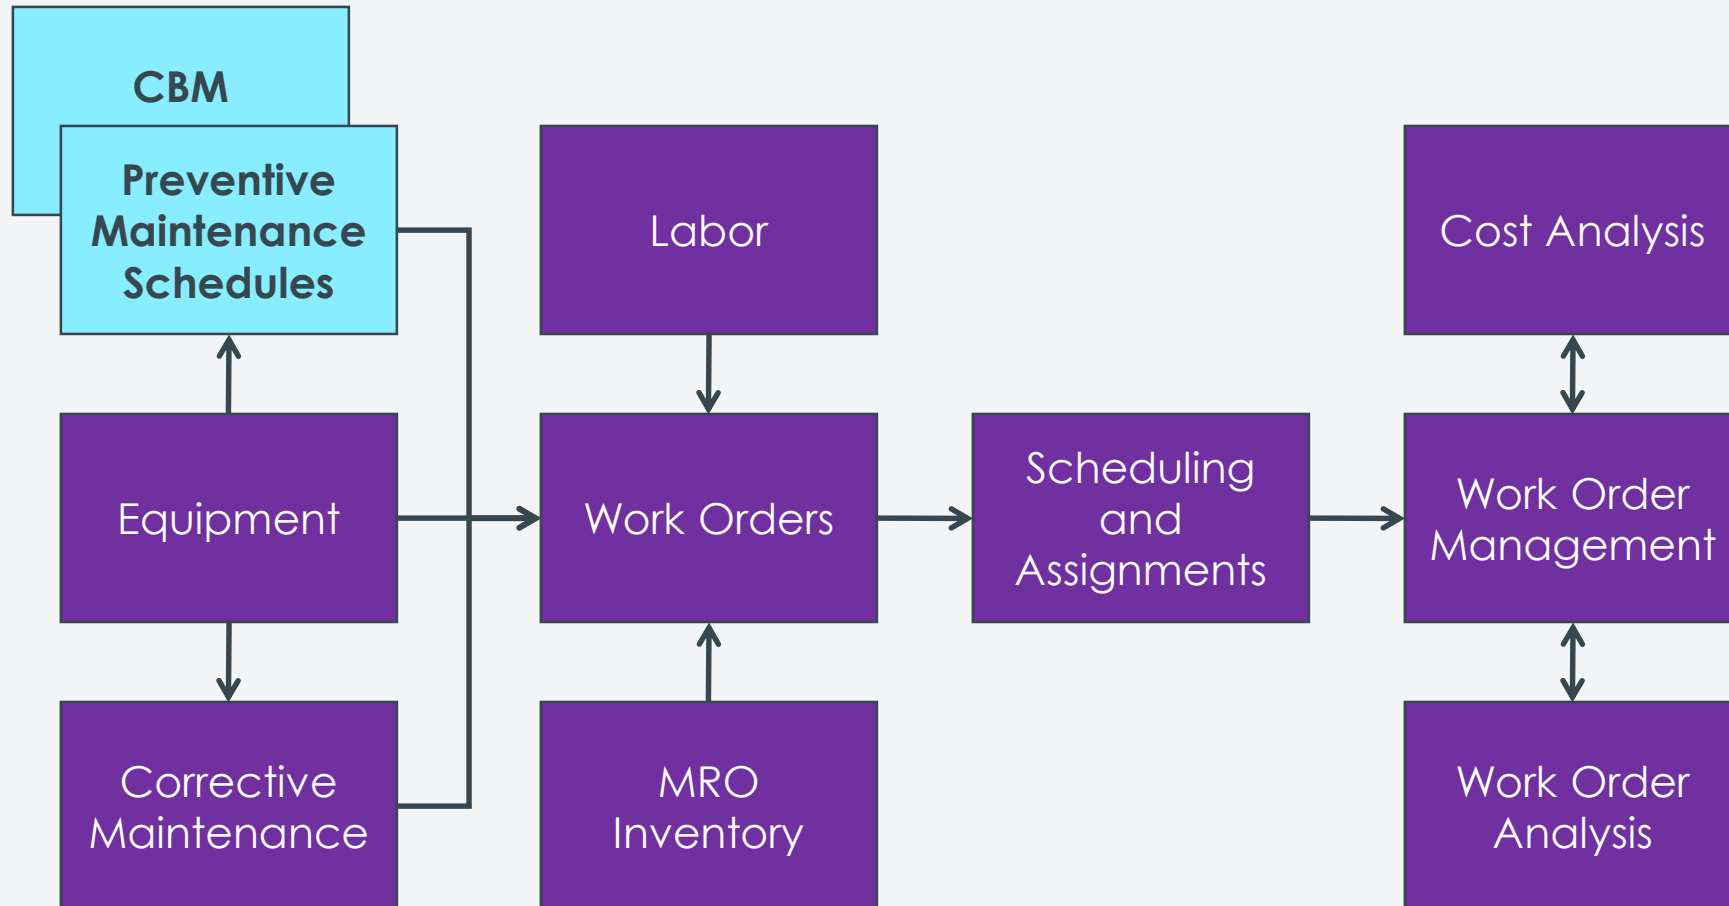 CBM
Preventive
Maintenance
Schedules
Labor
Cost Analysis
Equipment
Work Orders
Scheduling
and
Assignments
Work Order
Management
Corrective
Maintenance
MRO
Inventory
Work Order
Analysis